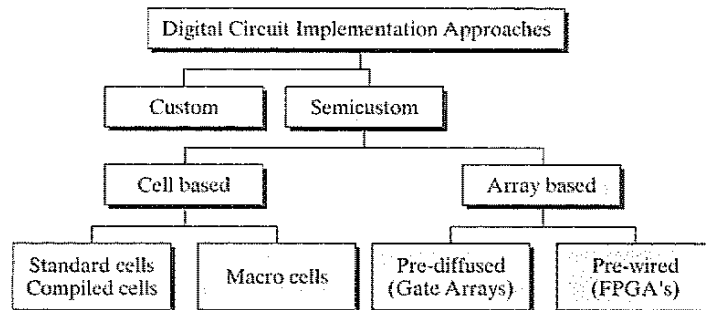 Digital Circuit Implementation Approaches
Custom
Semicustom
Cell based
Array based
Standard cells
Compiled cells
Macro cells
Pre-diffused
(Gate Arrays)
Pre-wired
(FPGA's)